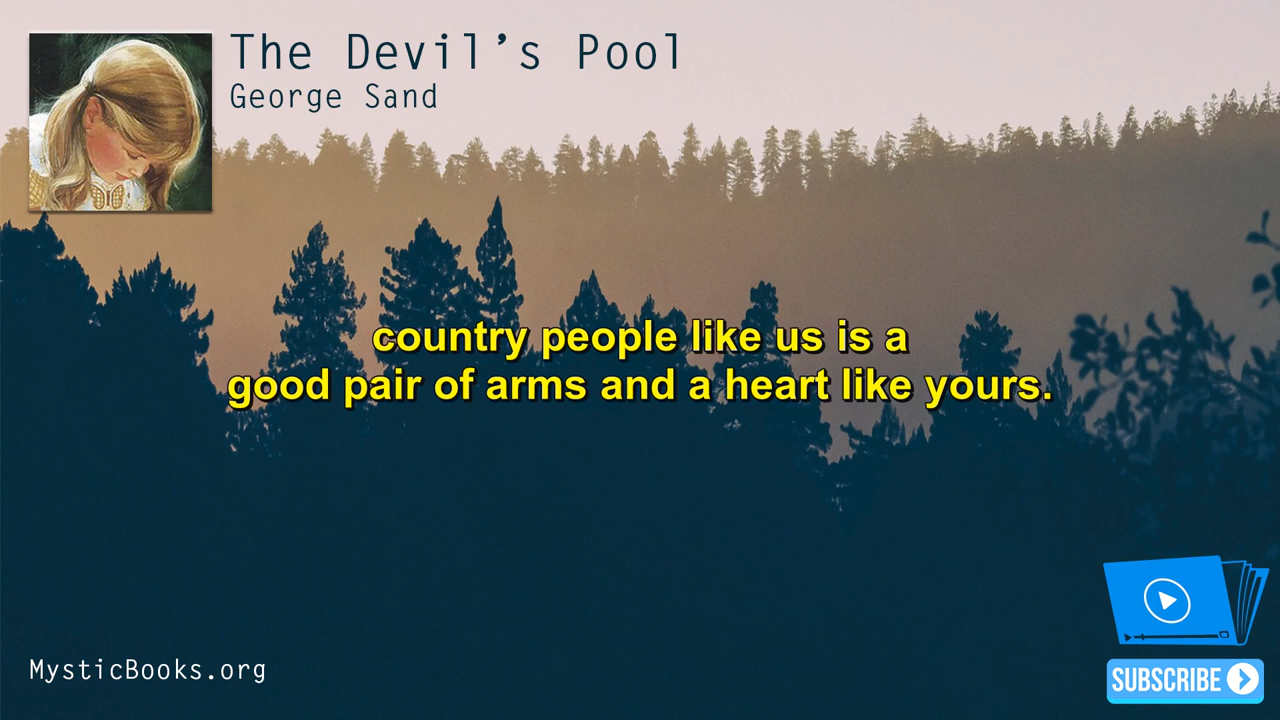 The Devil's Pool
George Sand
country people like us is a
good pair of arms and a heart like yours.
MysticBooks.org
SUBSCRIBE